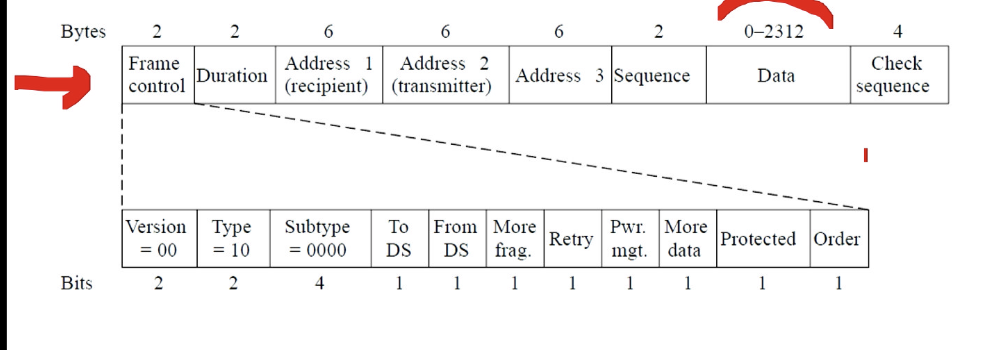 Bytes 2 2 6 6 6 2 0–2312 4
Frame control Duration Address 1 (recipient) Address 2 (transmitter) Address 3 Sequence Data Check sequence
Version = 00 Type = 10 Subtype = 0000 To DS From DS More frag. Retry Pwr. mgt. More data Protected Order
Bits 2 2 4 1 1 1 1 1 1 1 1